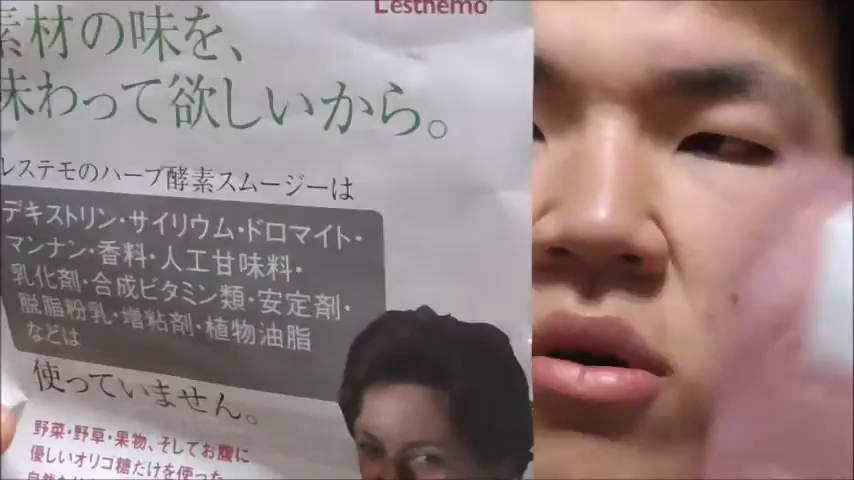 Lesthemo
素材の味を、
味わって欲しいから。
レステモのハーブ酵素スムージーは
デキストリン・サイリウム・ドロマイト・
マンナン・香料・人工甘味料・
乳化剤・合成ビタミン類・安定剤・
脱脂粉乳・増粘剤・植物油脂
などは
使っていません。
野菜・野草・果物、そしてお腹に
優しいオリゴ糖だけを使った